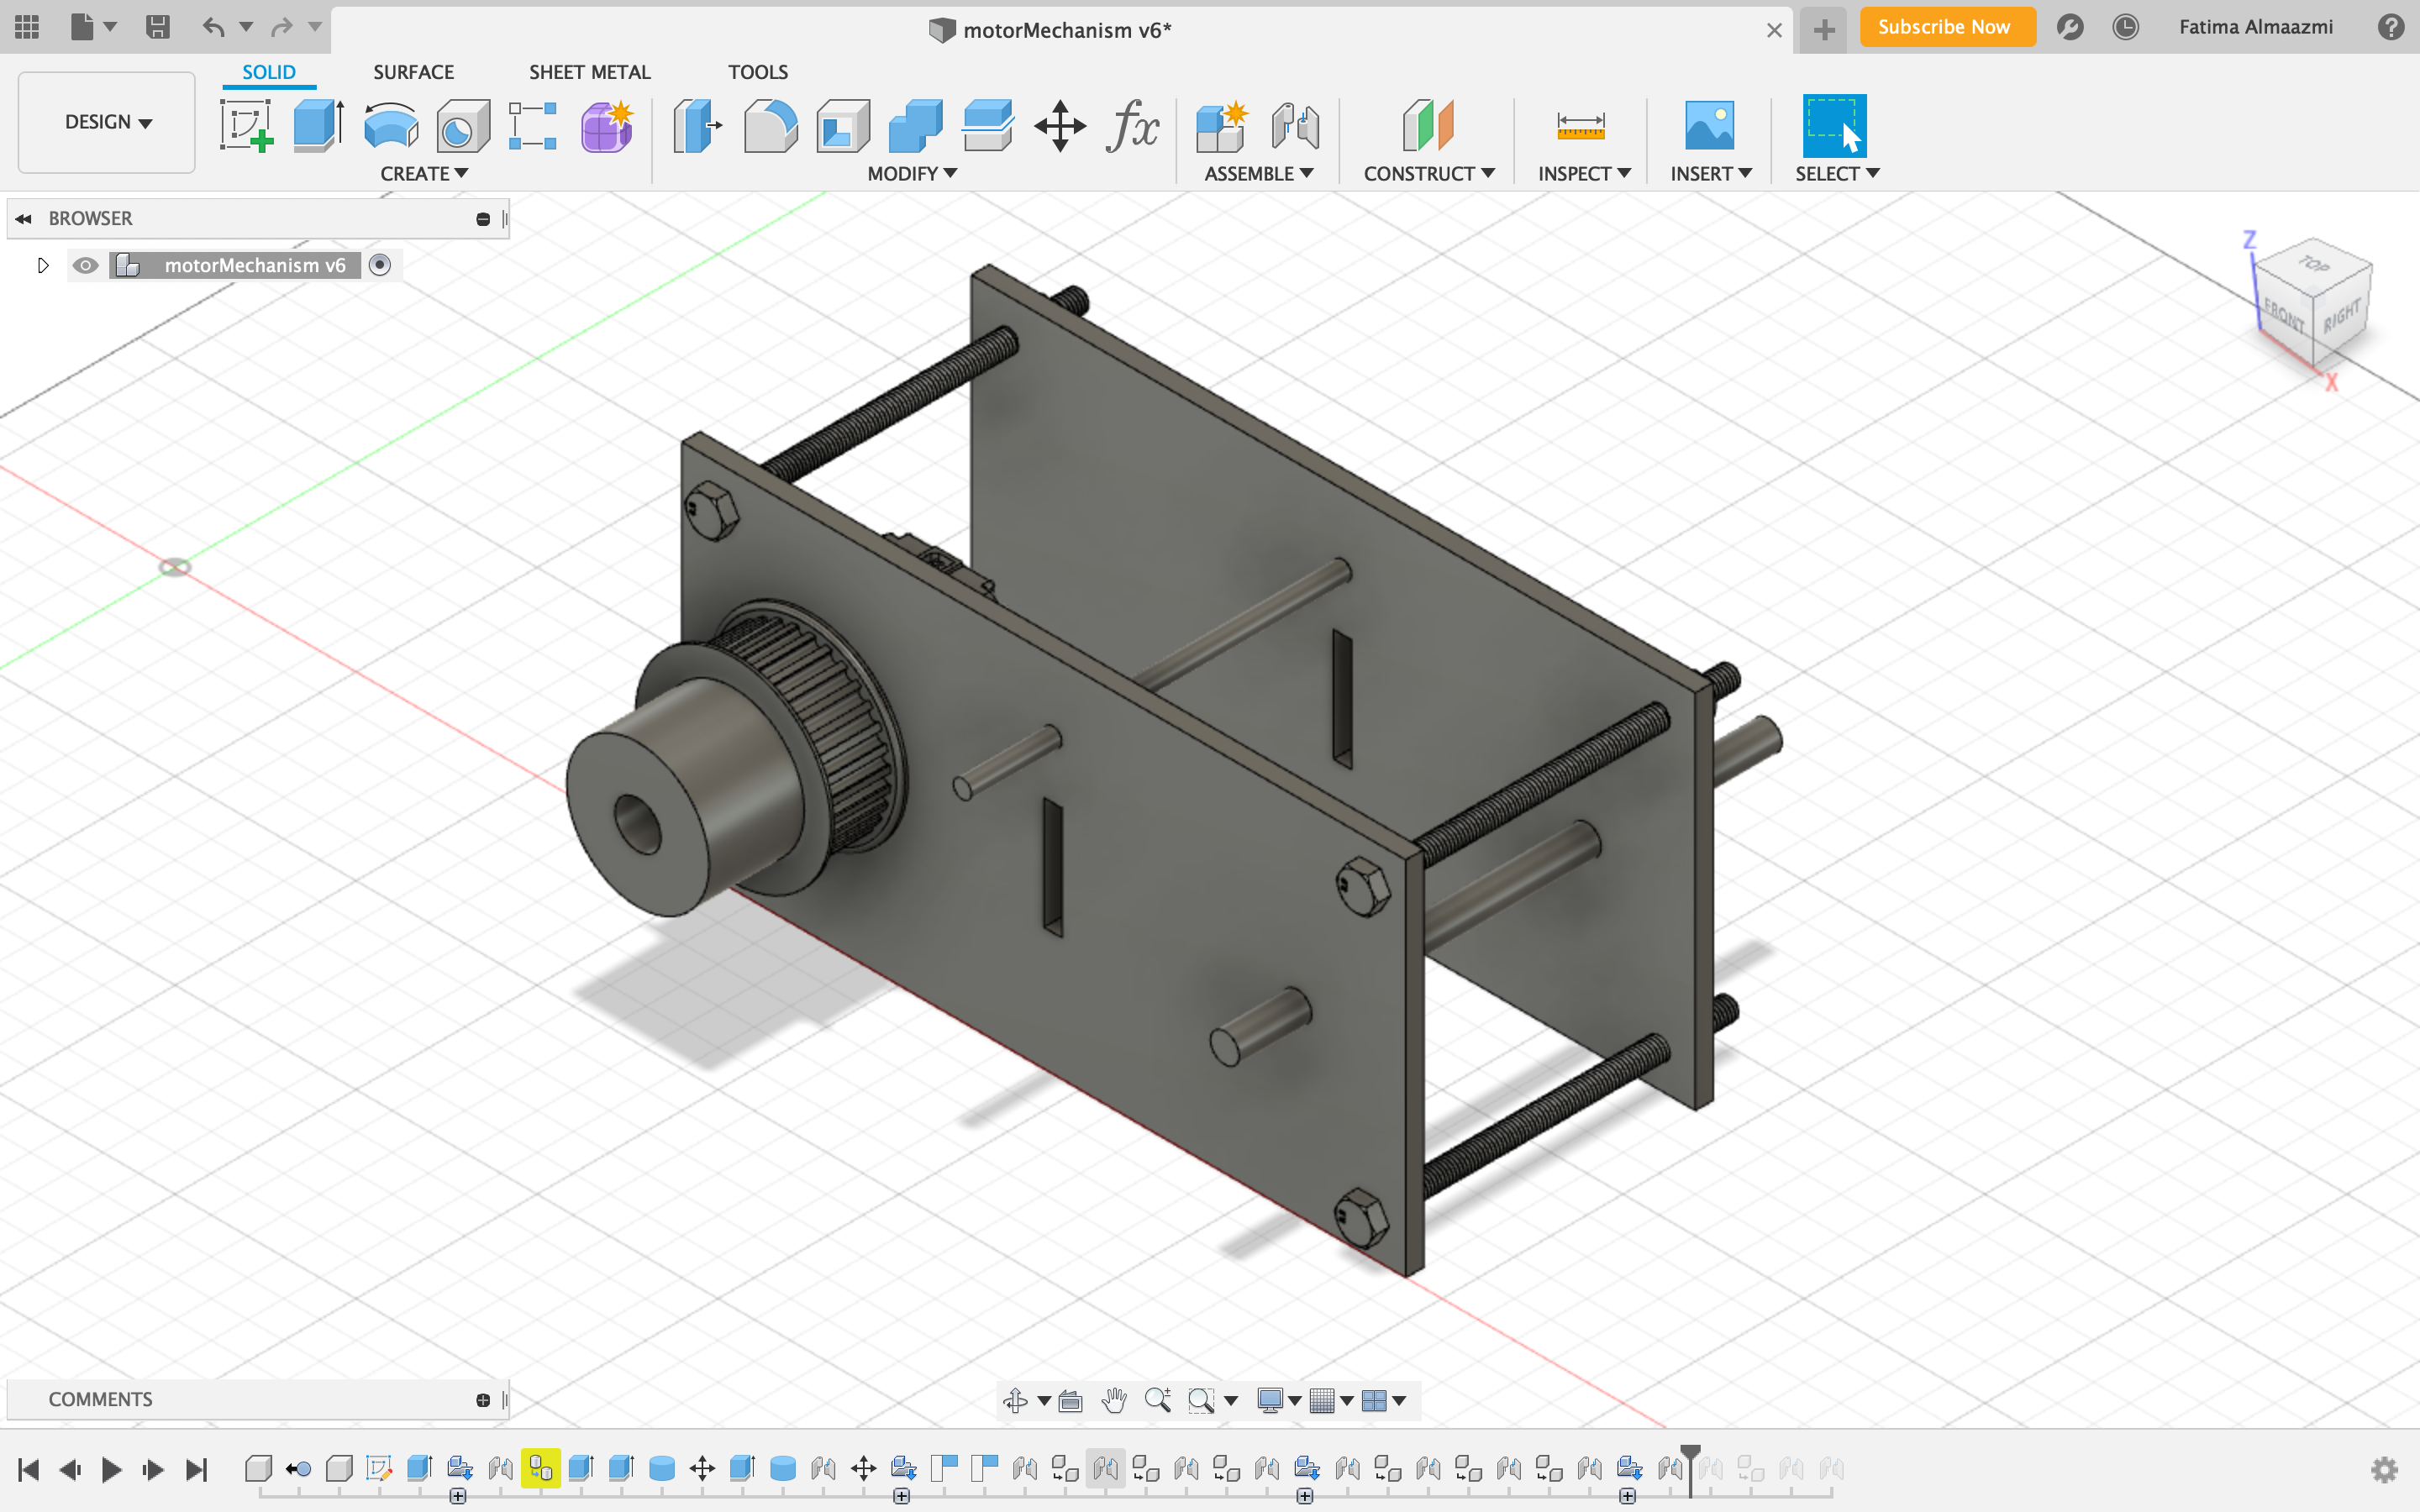 motorMechanism v6*
Subscribe Now
Fatima Almaazmi
SOLID
SURFACE
SHEET METAL
TOOLS
DESIGN
CREATE
MODIFY
ASSEMBLE
CONSTRUCT
INSPECT
INSERT
SELECT
fx
BROWSER
motorMechanism v6
Z
TOP
FRONT
RIGHT
X
COMMENTS